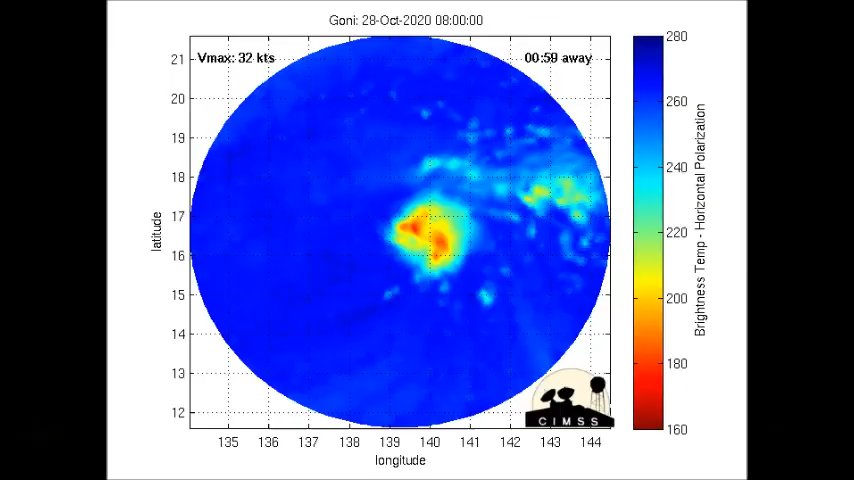 Goni: 28-Oct-2020 08:00:00
Vmax: 32 kts
00:59 away
21
20
19
18
17
16
15
14
13
12
latitude
135 136 137 138 139 140 141 142 143 144
longitude
280
260
240
220
200
180
160
Brightness Temp - Horizontal Polarization
CIMSS